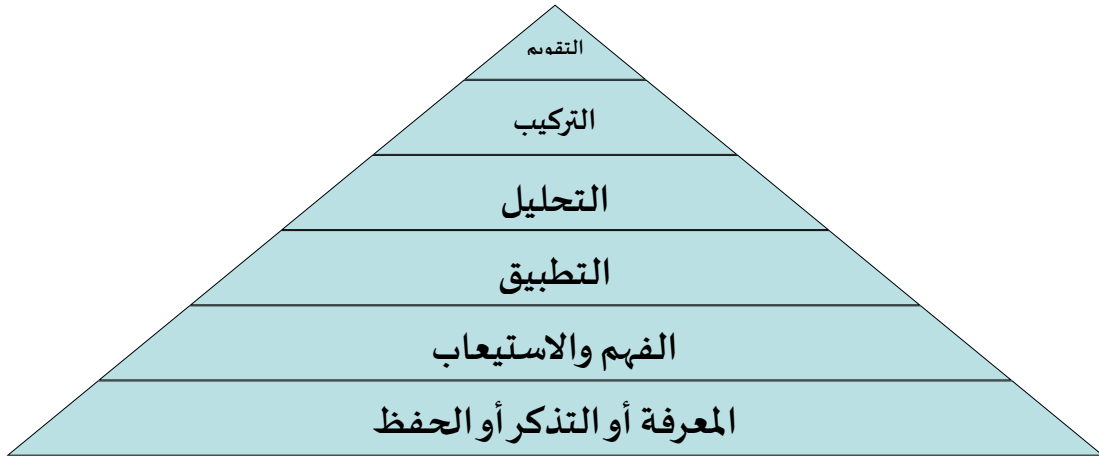 التقويم
التركيب
التحليل
التطبيق
الفهم والاستيعاب
المعرفة أو التذكر أو الحفظ